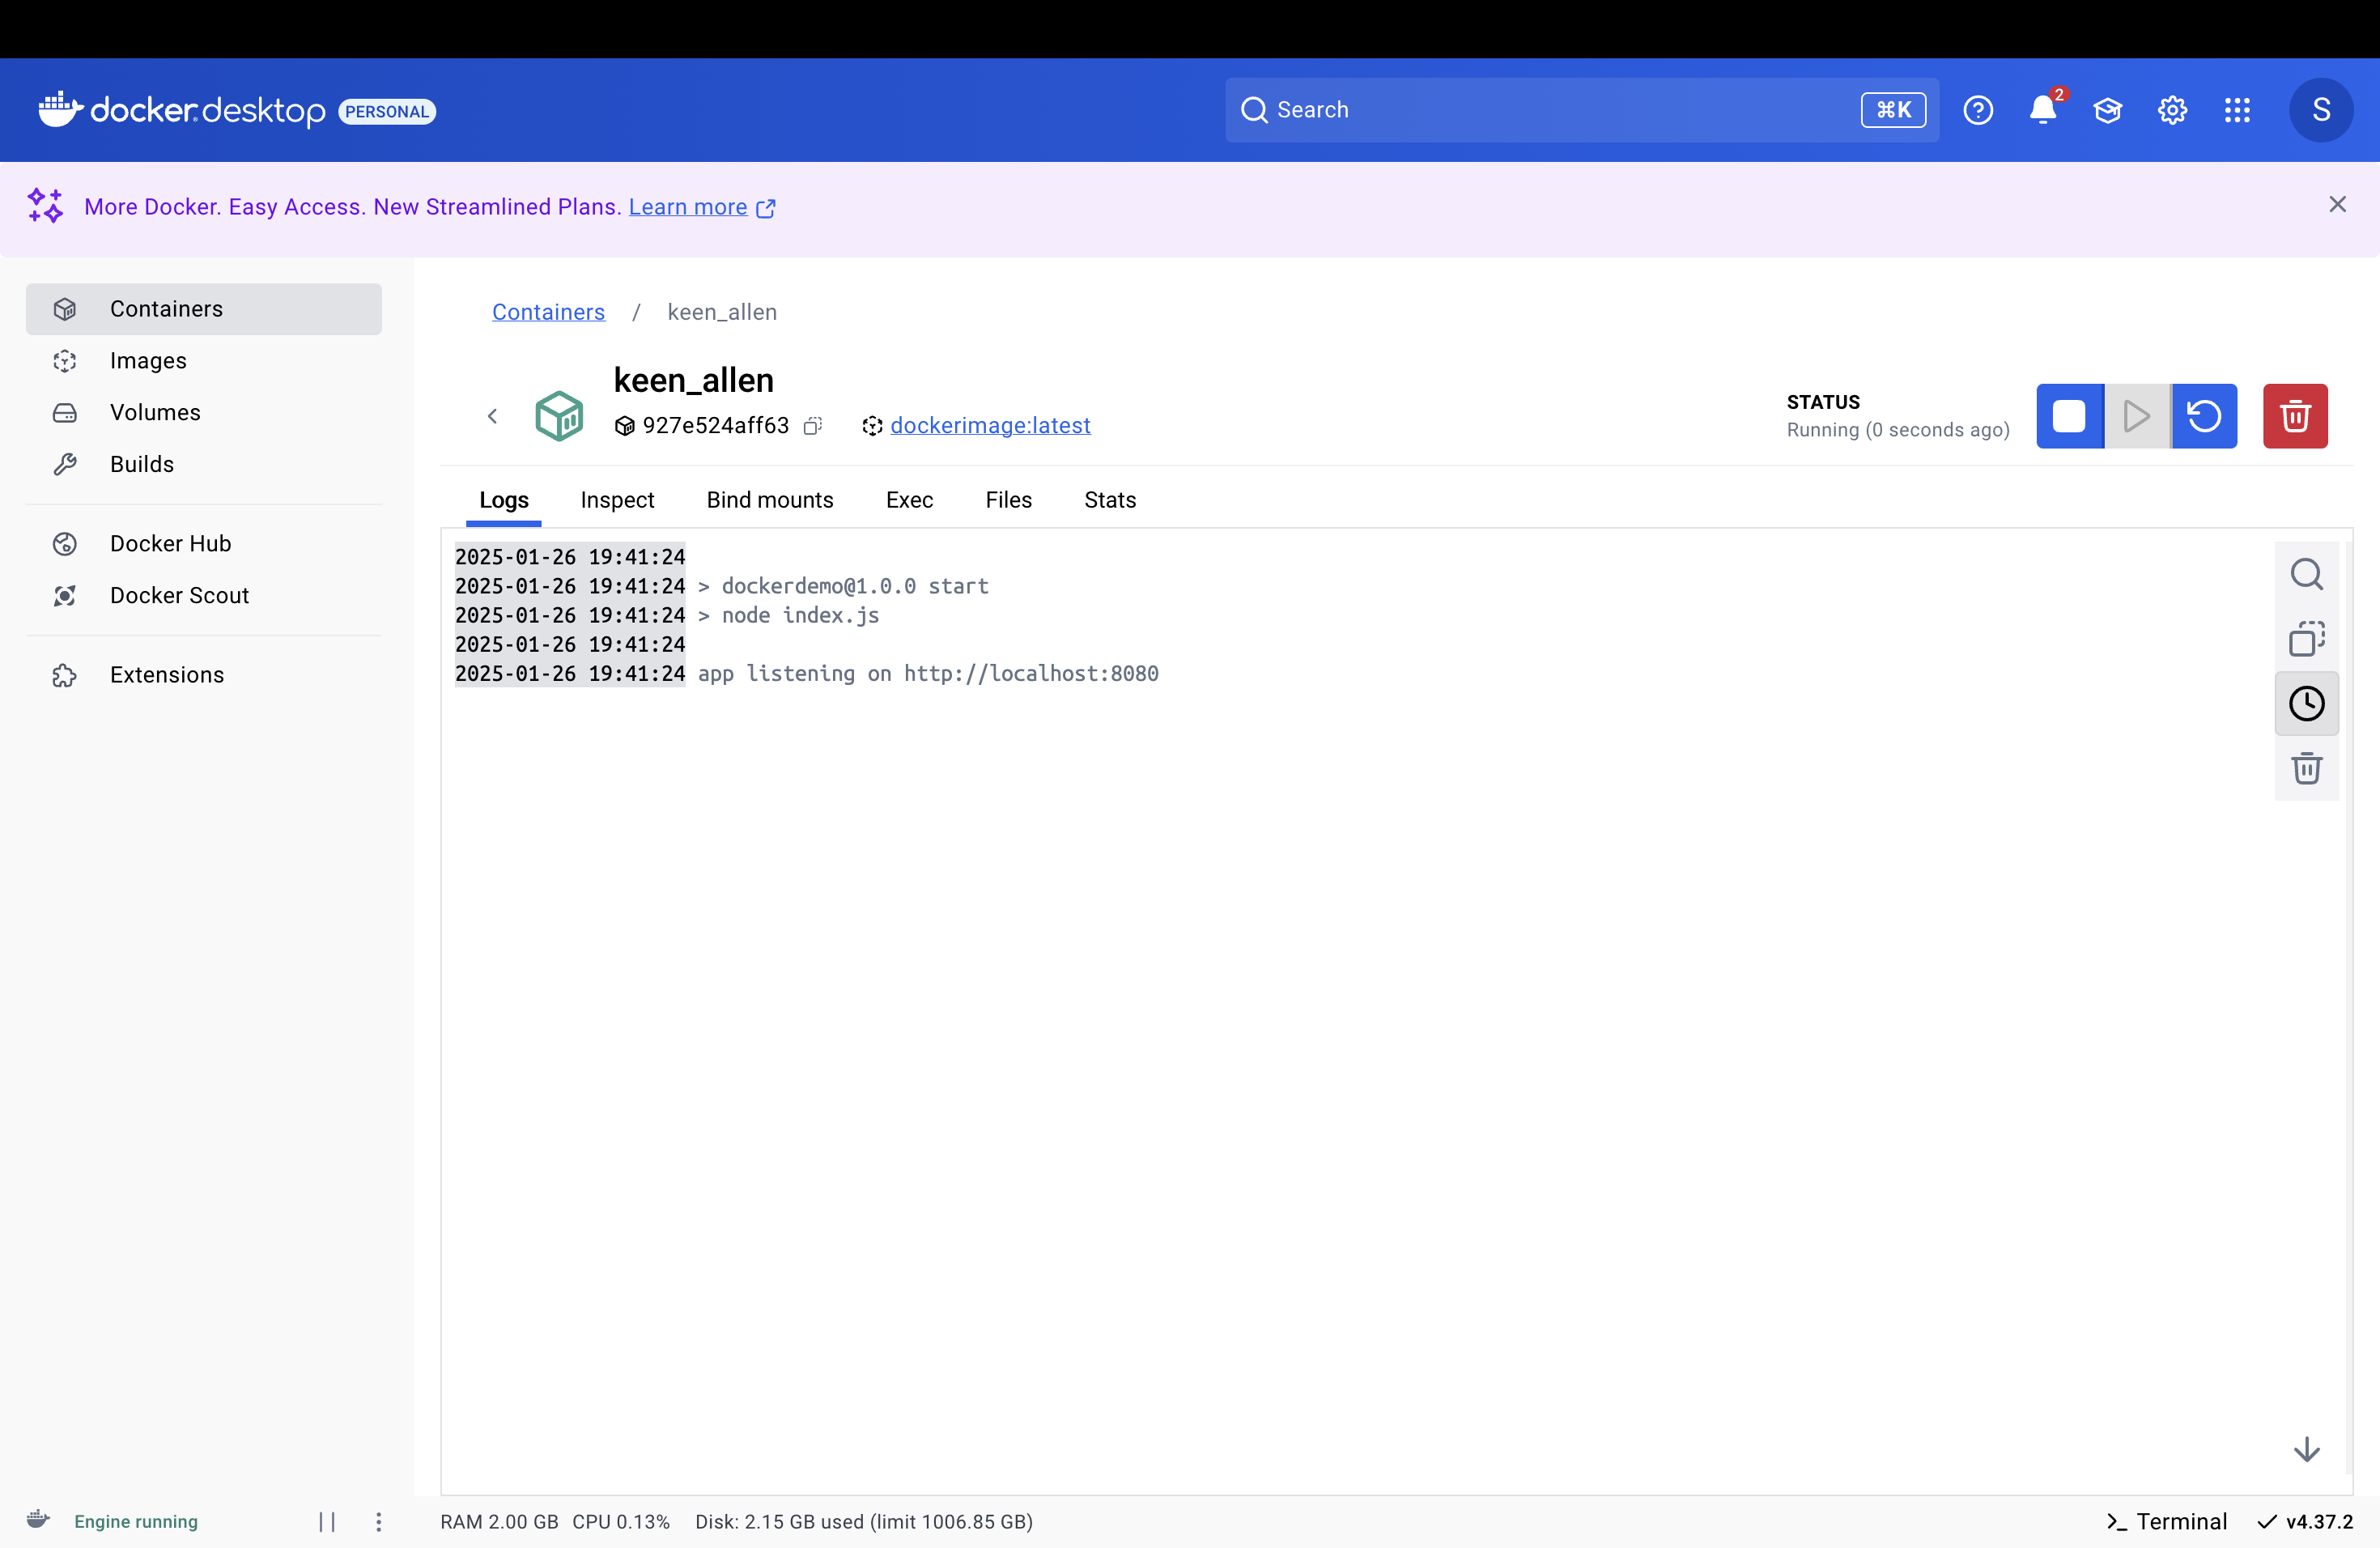 docker desktop PERSONAL
Search ⌘K
2
S
More Docker. Easy Access. New Streamlined Plans. Learn more
Containers
Images
Volumes
Builds
Docker Hub
Docker Scout
Extensions
Containers / keen_allen
keen_allen
927e524aff63 dockerimage:latest
STATUS
Running (0 seconds ago)
Logs Inspect Bind mounts Exec Files Stats
2025-01-26 19:41:24
2025-01-26 19:41:24 > dockerdemo@1.0.0 start
2025-01-26 19:41:24 > node index.js
2025-01-26 19:41:24
2025-01-26 19:41:24 app listening on http://localhost:8080
Engine running
RAM 2.00 GB CPU 0.13% Disk: 2.15 GB used (limit 1006.85 GB)
Terminal
v4.37.2